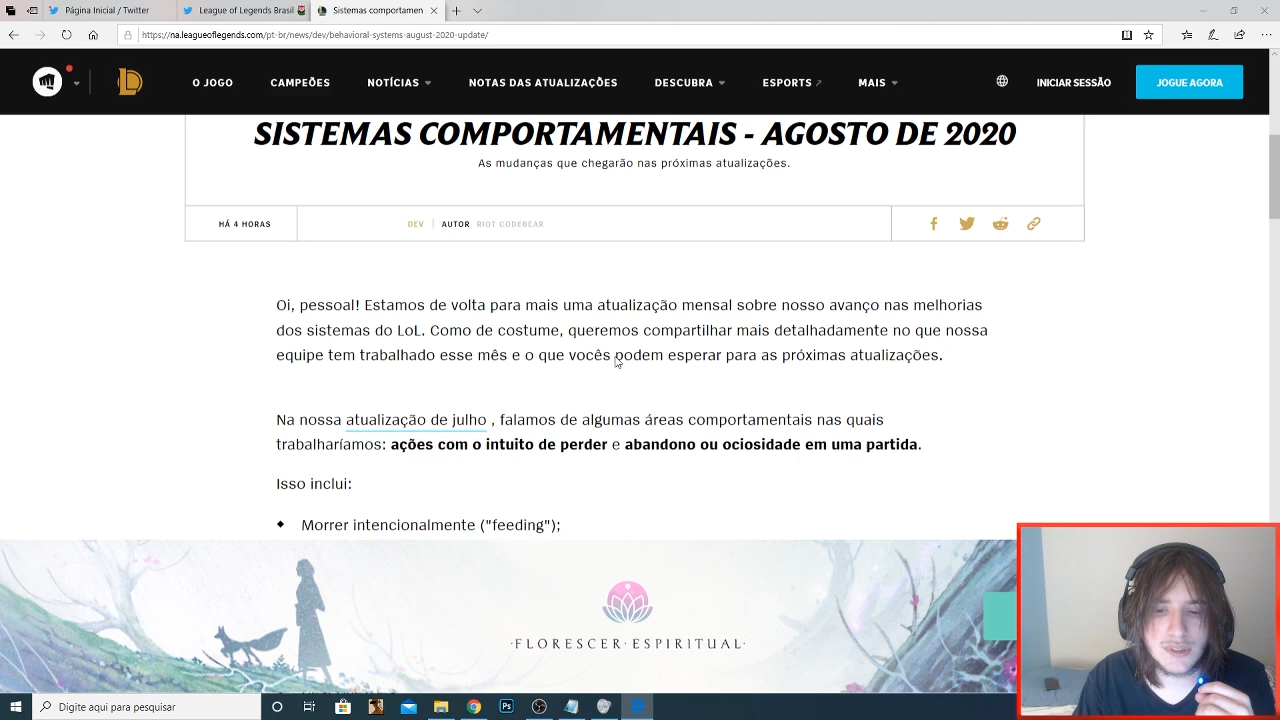 Página Inicial / Twitter
League of Legends Brasil
Sistemas comportamen
https://na.leagueoflegends.com/pt-br/news/dev/behavioral-systems-august-2020-update/
O JOGO
CAMPEÕES
NOTÍCIAS
NOTAS DAS ATUALIZAÇÕES
DESCUBRA
ESPORTS
MAIS
INICIAR SESSÃO
JOGUE AGORA
SISTEMAS COMPORTAMENTAIS - AGOSTO DE 2020
As mudanças que chegarão nas próximas atualizações.
HÁ 4 HORAS
DEV
AUTOR RIOT CODEBEAR
Oi, pessoal! Estamos de volta para mais uma atualização mensal sobre nosso avanço nas melhorias
dos sistemas do LoL. Como de costume, queremos compartilhar mais detalhadamente no que nossa
equipe tem trabalhado esse mês e o que vocês podem esperar para as próximas atualizações.
Na nossa atualização de julho , falamos de algumas áreas comportamentais nas quais
trabalharíamos: ações com o intuito de perder e abandono ou ociosidade em uma partida.
Isso inclui:
Morrer intencionalmente ("feeding");
·FLORESCER·ESPIRITUAL·
Digite aqui para pesquisar
Ps